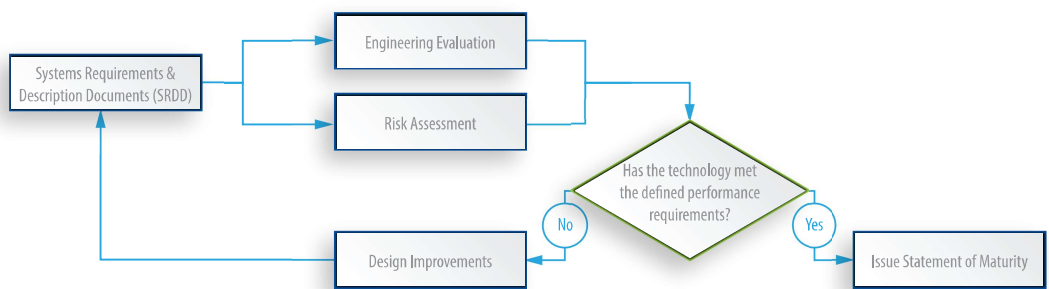 Systems Requirements &
Description Documents (SRDD)
Engineering Evaluation
Risk Assessment
Has the technology met
the defined performance
requirements?
No
Yes
Design Improvements
Issue Statement of Maturity